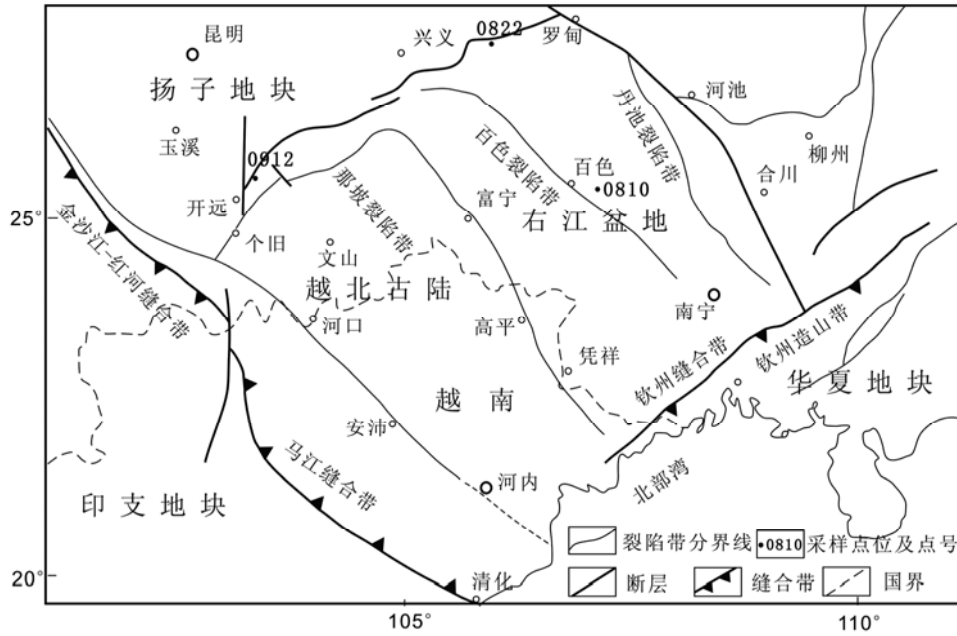 昆明
兴义
0822
罗甸
扬子地块
河池
丹池裂陷带
玉溪
0912
百色裂陷带
柳州
那坡裂陷带
百色
0810
合川
25°
开远
富宁
右江盆地
金沙江-红河缝合带
个旧
文山
越北古陆
南宁
河口
高平
钦州缝合带
钦州造山带
凭祥
华夏地块
越南
安沛
马江缝合带
河内
北部湾
印支地块
裂陷带分界线
•0810
采样点位及点号
20°
清化
断层
缝合带
国界
105°
110°